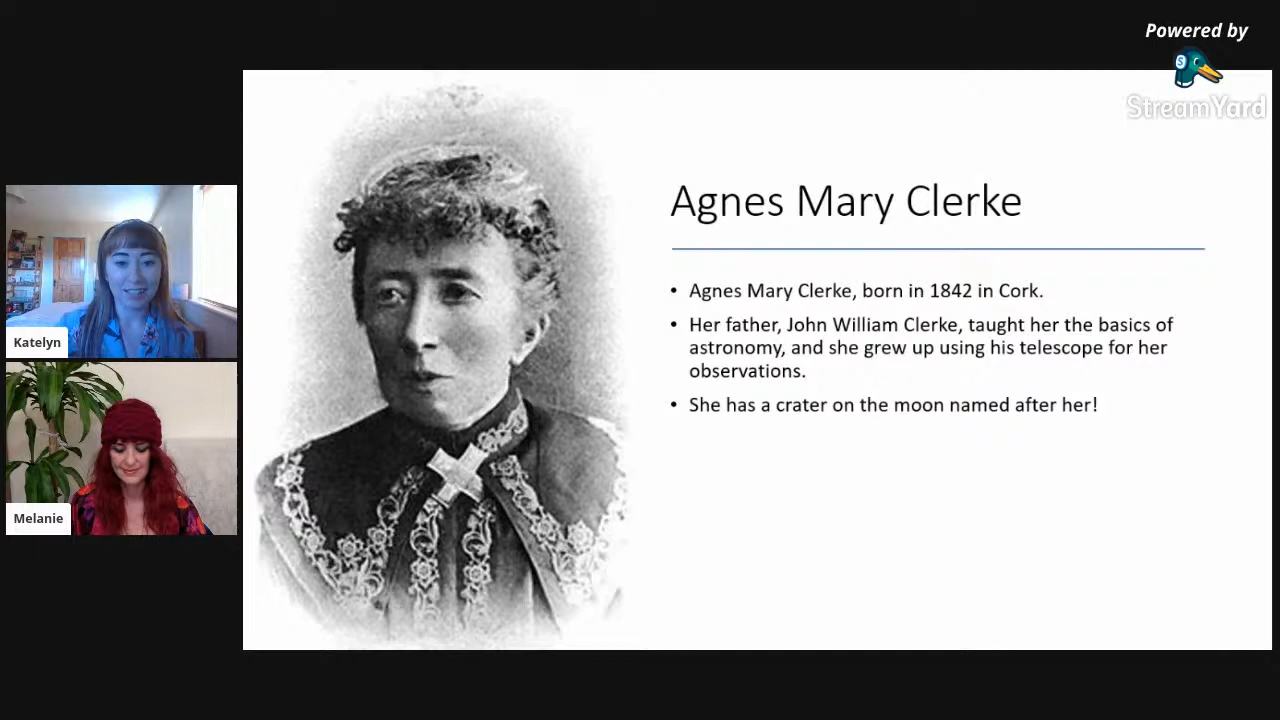 Powered by
StreamYard
Agnes Mary Clerke
• Agnes Mary Clerke, born in 1842 in Cork.
• Her father, John William Clerke, taught her the basics of
astronomy, and she grew up using his telescope for her
observations.
• She has a crater on the moon named after her!
Katelyn
Melanie